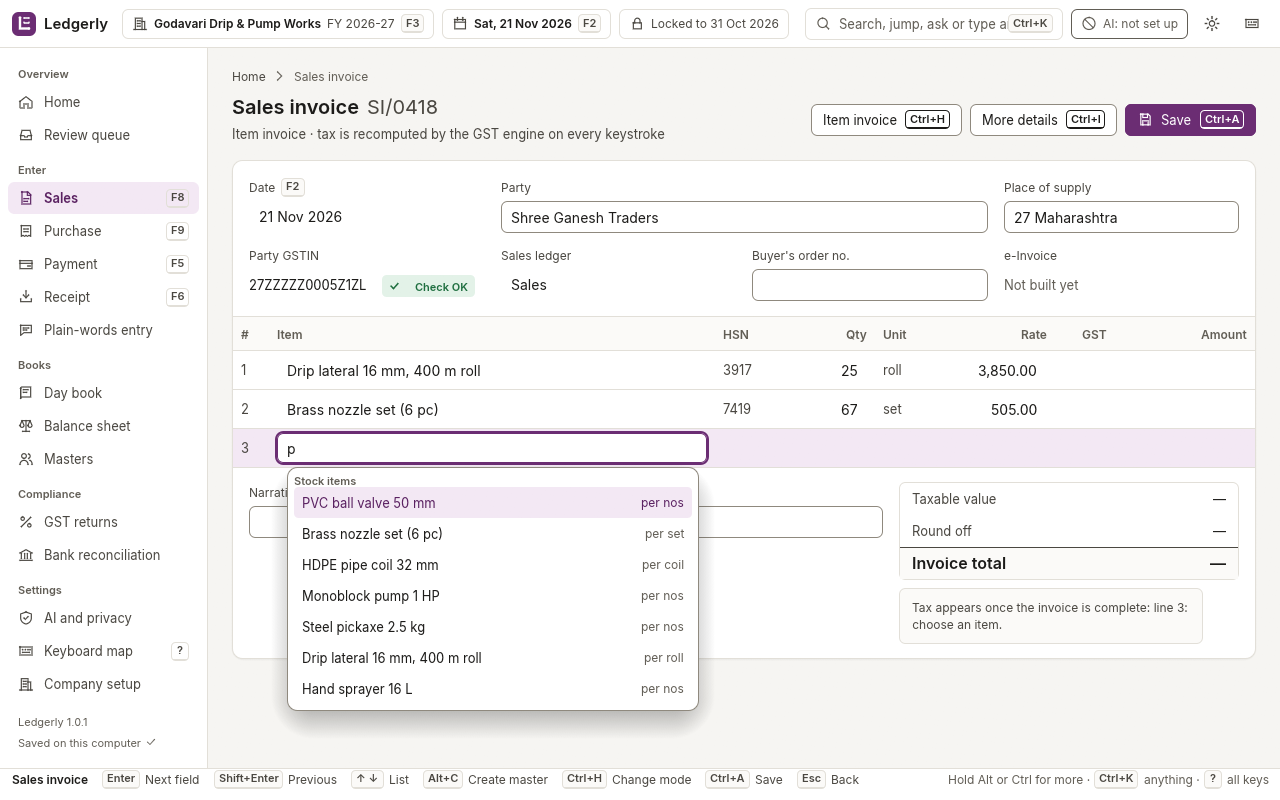 Ledgerly
Godavari Drip & Pump Works FY 2026-27 F3
Sat, 21 Nov 2026 F2
Locked to 31 Oct 2026
Search, jump, ask or type a Ctrl+K
AI: not set up
Overview
Home
Review queue
Enter
Sales F8
Purchase F9
Payment F5
Receipt F6
Plain-words entry
Books
Day book
Balance sheet
Masters
Compliance
GST returns
Bank reconciliation
Settings
AI and privacy
Keyboard map ?
Company setup
Ledgerly 1.0.1
Saved on this computer
Home Sales invoice
Sales invoice SI/0418
Item invoice · tax is recomputed by the GST engine on every keystroke
Item invoice Ctrl+H
More details Ctrl+I
Save Ctrl+A
Date F2
21 Nov 2026
Party
Shree Ganesh Traders
Place of supply
27 Maharashtra
Party GSTIN
27ZZZZZ0005Z1ZL Check OK
Sales ledger
Sales
Buyer's order no.
e-Invoice
Not built yet
# Item HSN Qty Unit Rate GST Amount
1 Drip lateral 16 mm, 400 m roll 3917 25 roll 3,850.00
2 Brass nozzle set (6 pc) 7419 67 set 505.00
3 p
Stock items
PVC ball valve 50 mm per nos
Brass nozzle set (6 pc) per set
HDPE pipe coil 32 mm per coil
Monoblock pump 1 HP per nos
Steel pickaxe 2.5 kg per nos
Drip lateral 16 mm, 400 m roll per roll
Hand sprayer 16 L per nos
Narrati
Taxable value —
Round off —
Invoice total —
Tax appears once the invoice is complete: line 3:
choose an item.
Sales invoice Enter Next field Shift+Enter Previous ↑ ↓ List Alt+C Create master Ctrl+H Change mode Ctrl+A Save Esc Back Hold Alt or Ctrl for more · Ctrl+K anything · ? all keys